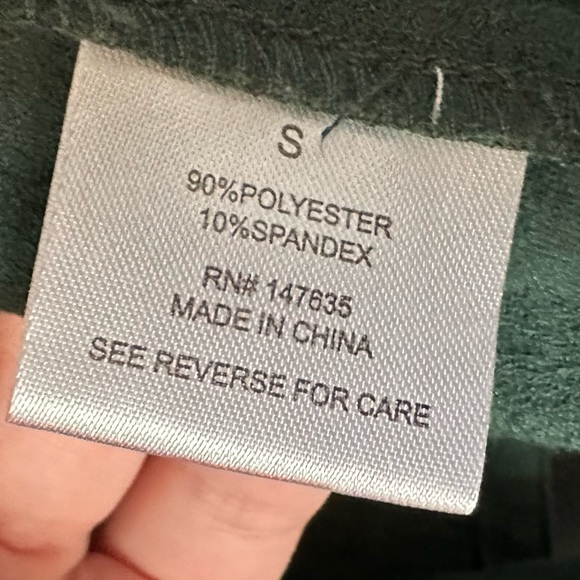 S
90%POLYESTER
10%SPANDEX
RN# 147635
MADE IN CHINA
SEE REVERSE FOR CARE